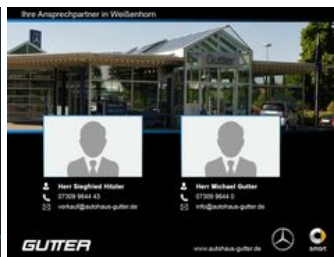 Ihre Ansprechpartner in Weißenhorn
Gutter
Herr Siegfried Hitzler
07309 9644 43
verkauf@autohaus-gutter.de
Herr Michael Gutter
07309 9644 0
info@autohaus-gutter.de
GUTTER
www.autohaus-gutter.de
smart